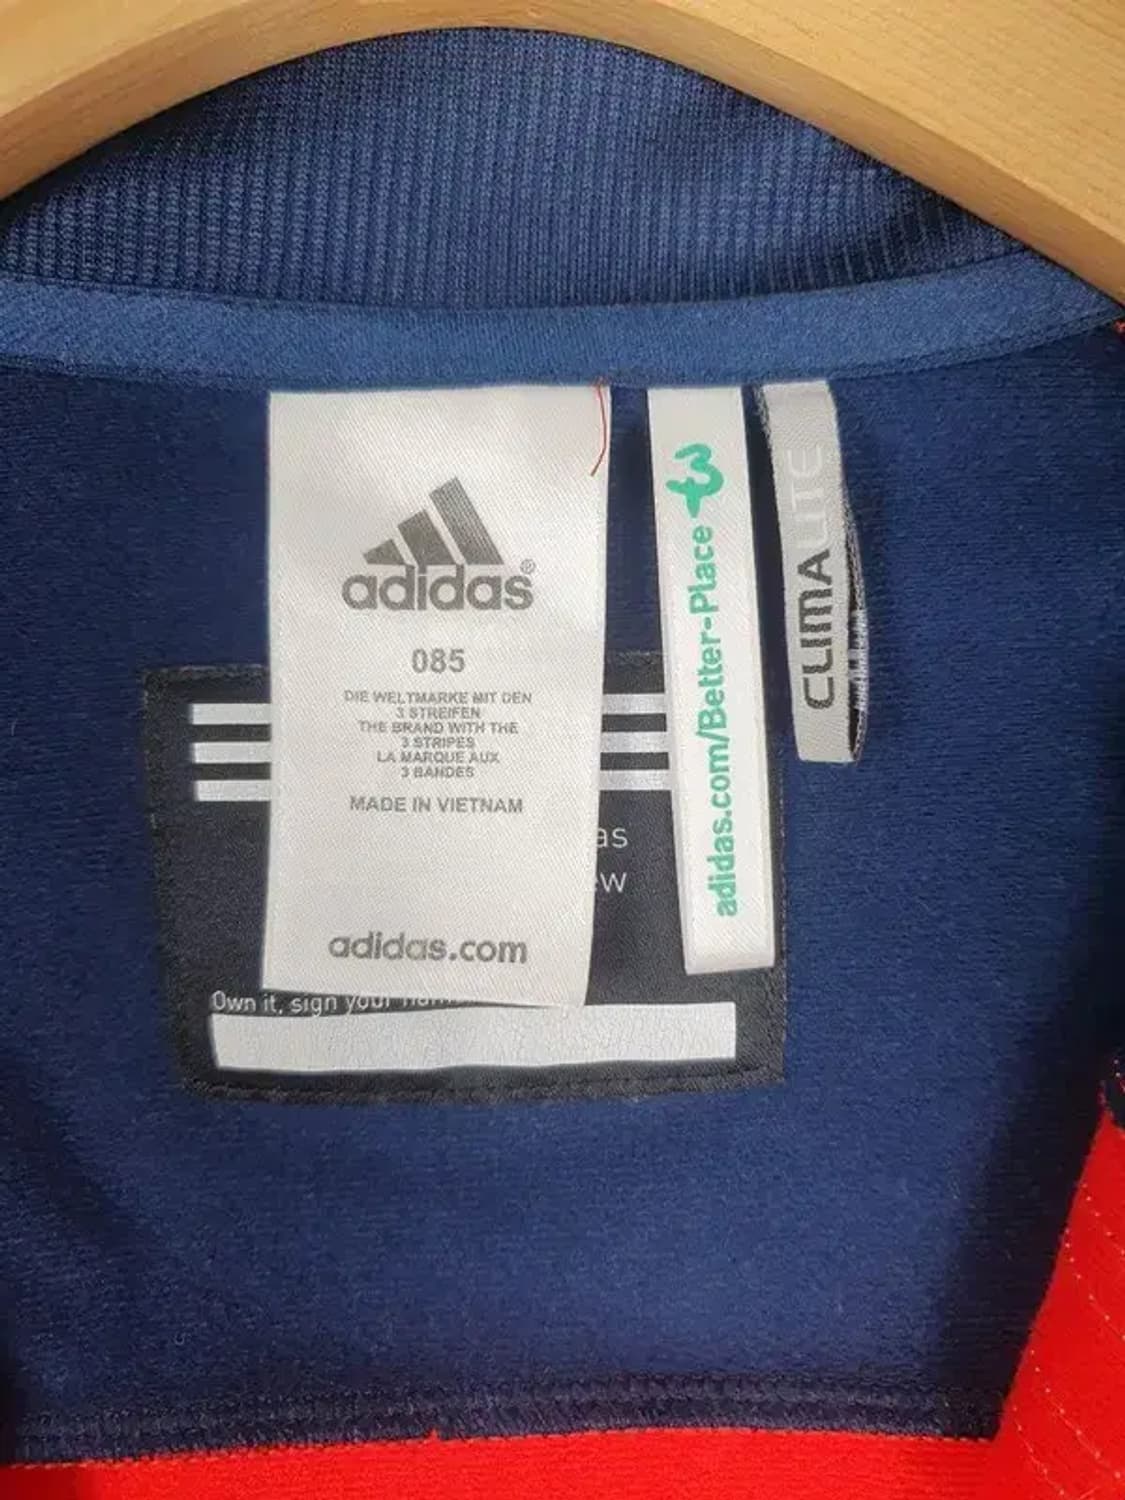 adidas®
085
DIE WELTMARKE MIT DEN
3 STREIFEN
THE BRAND WITH THE
3 STRIPES
LA MARQUE AUX
3 BANDES
MADE IN VIETNAM
adidas.com
adidas.com/Better-Place
CLIMALITE
Own it, sign your